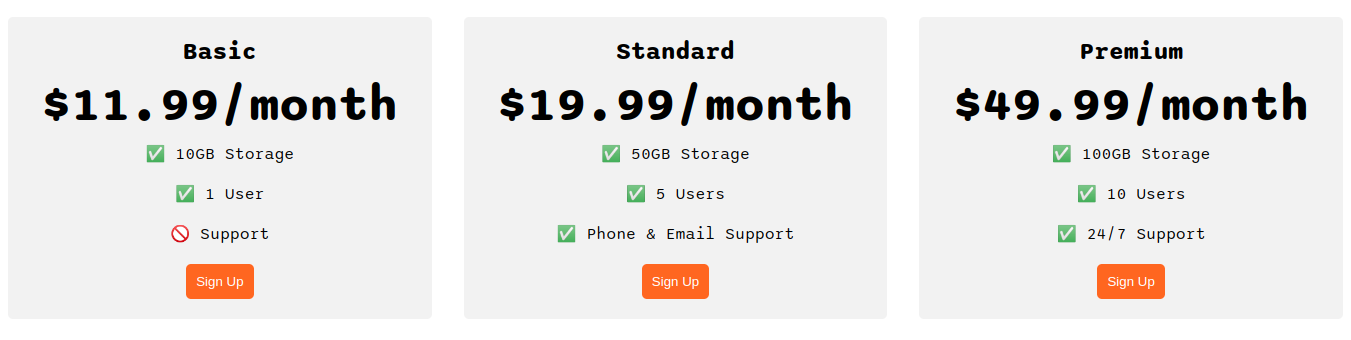 Basic
$11.99/month
✅ 10GB Storage
✅ 1 User
🚫 Support
Sign Up
Standard
$19.99/month
✅ 50GB Storage
✅ 5 Users
✅ Phone & Email Support
Sign Up
Premium
$49.99/month
✅ 100GB Storage
✅ 10 Users
✅ 24/7 Support
Sign Up